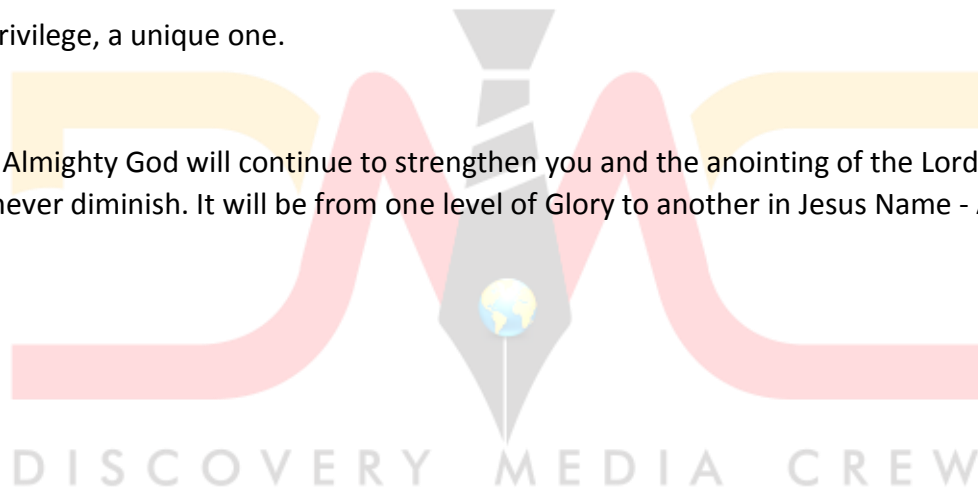 rivilege, a unique one.
Almighty God will continue to strengthen you and the anointing of the Lord
never diminish. It will be from one level of Glory to another in Jesus Name -
DMC
DISCOVERY MEDIA CREW